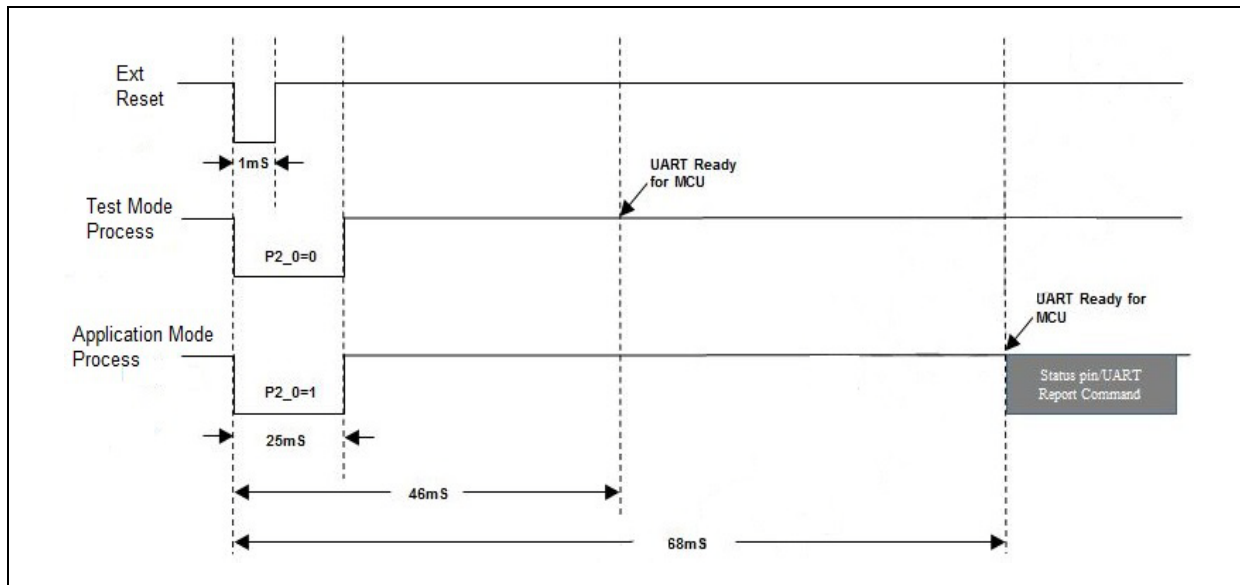 Ext
Reset
1mS
UART Ready
for MCU
Test Mode
Process
P2_0=0
UART Ready for
MCU
Application Mode
Process
Status pin/UART
Report Command
P2_0=1
25mS
46mS
68mS